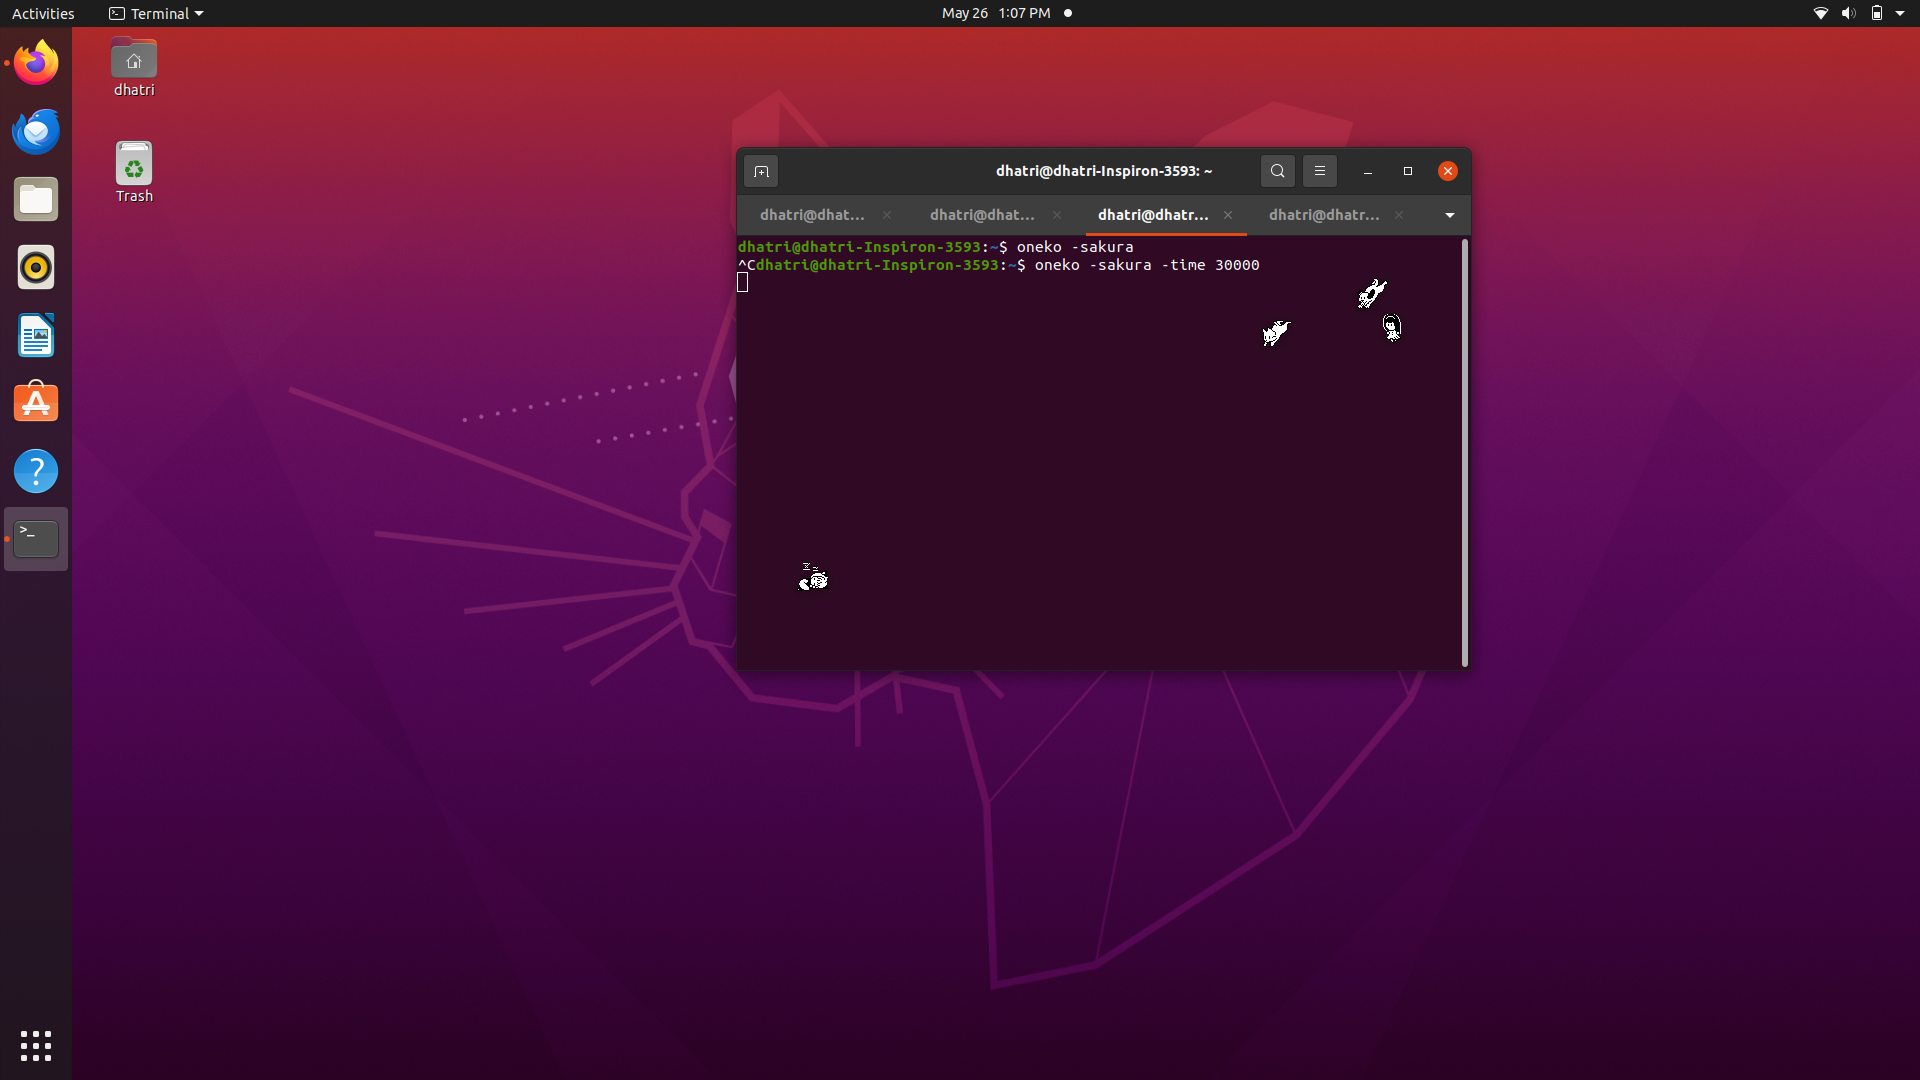 Activities
Terminal
May 26 1:07 PM
dhatri
Trash
dhatri@dhatri-Inspiron-3593: ~
dhatri@dhat... dhatri@dhat... dhatri@dhatr... dhatri@dhatr...
dhatri@dhatri-Inspiron-3593:~$ oneko -sakura
^Cdhatri@dhatri-Inspiron-3593:~$ oneko -sakura -time 30000